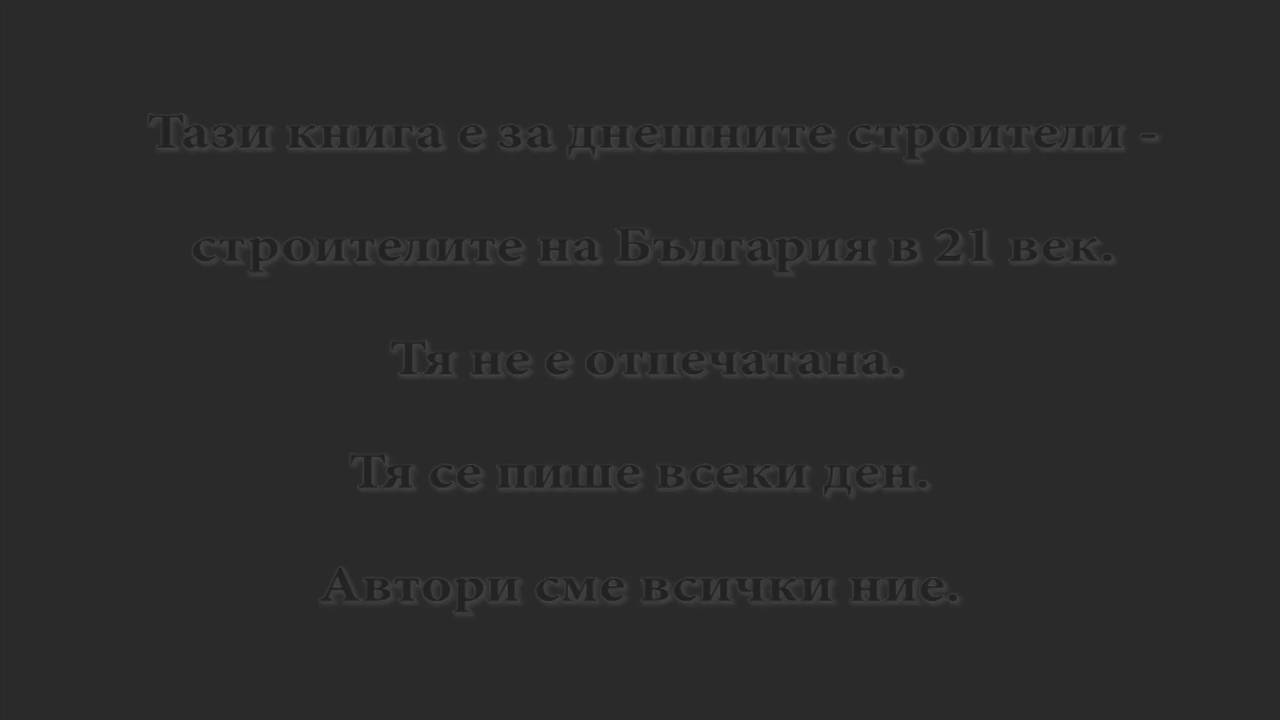 Тази книга е за днешните строители -
строителите на България в 21 век.
Тя не е отпечатана.
Тя се пише всеки ден.
Автори сме всички ние.